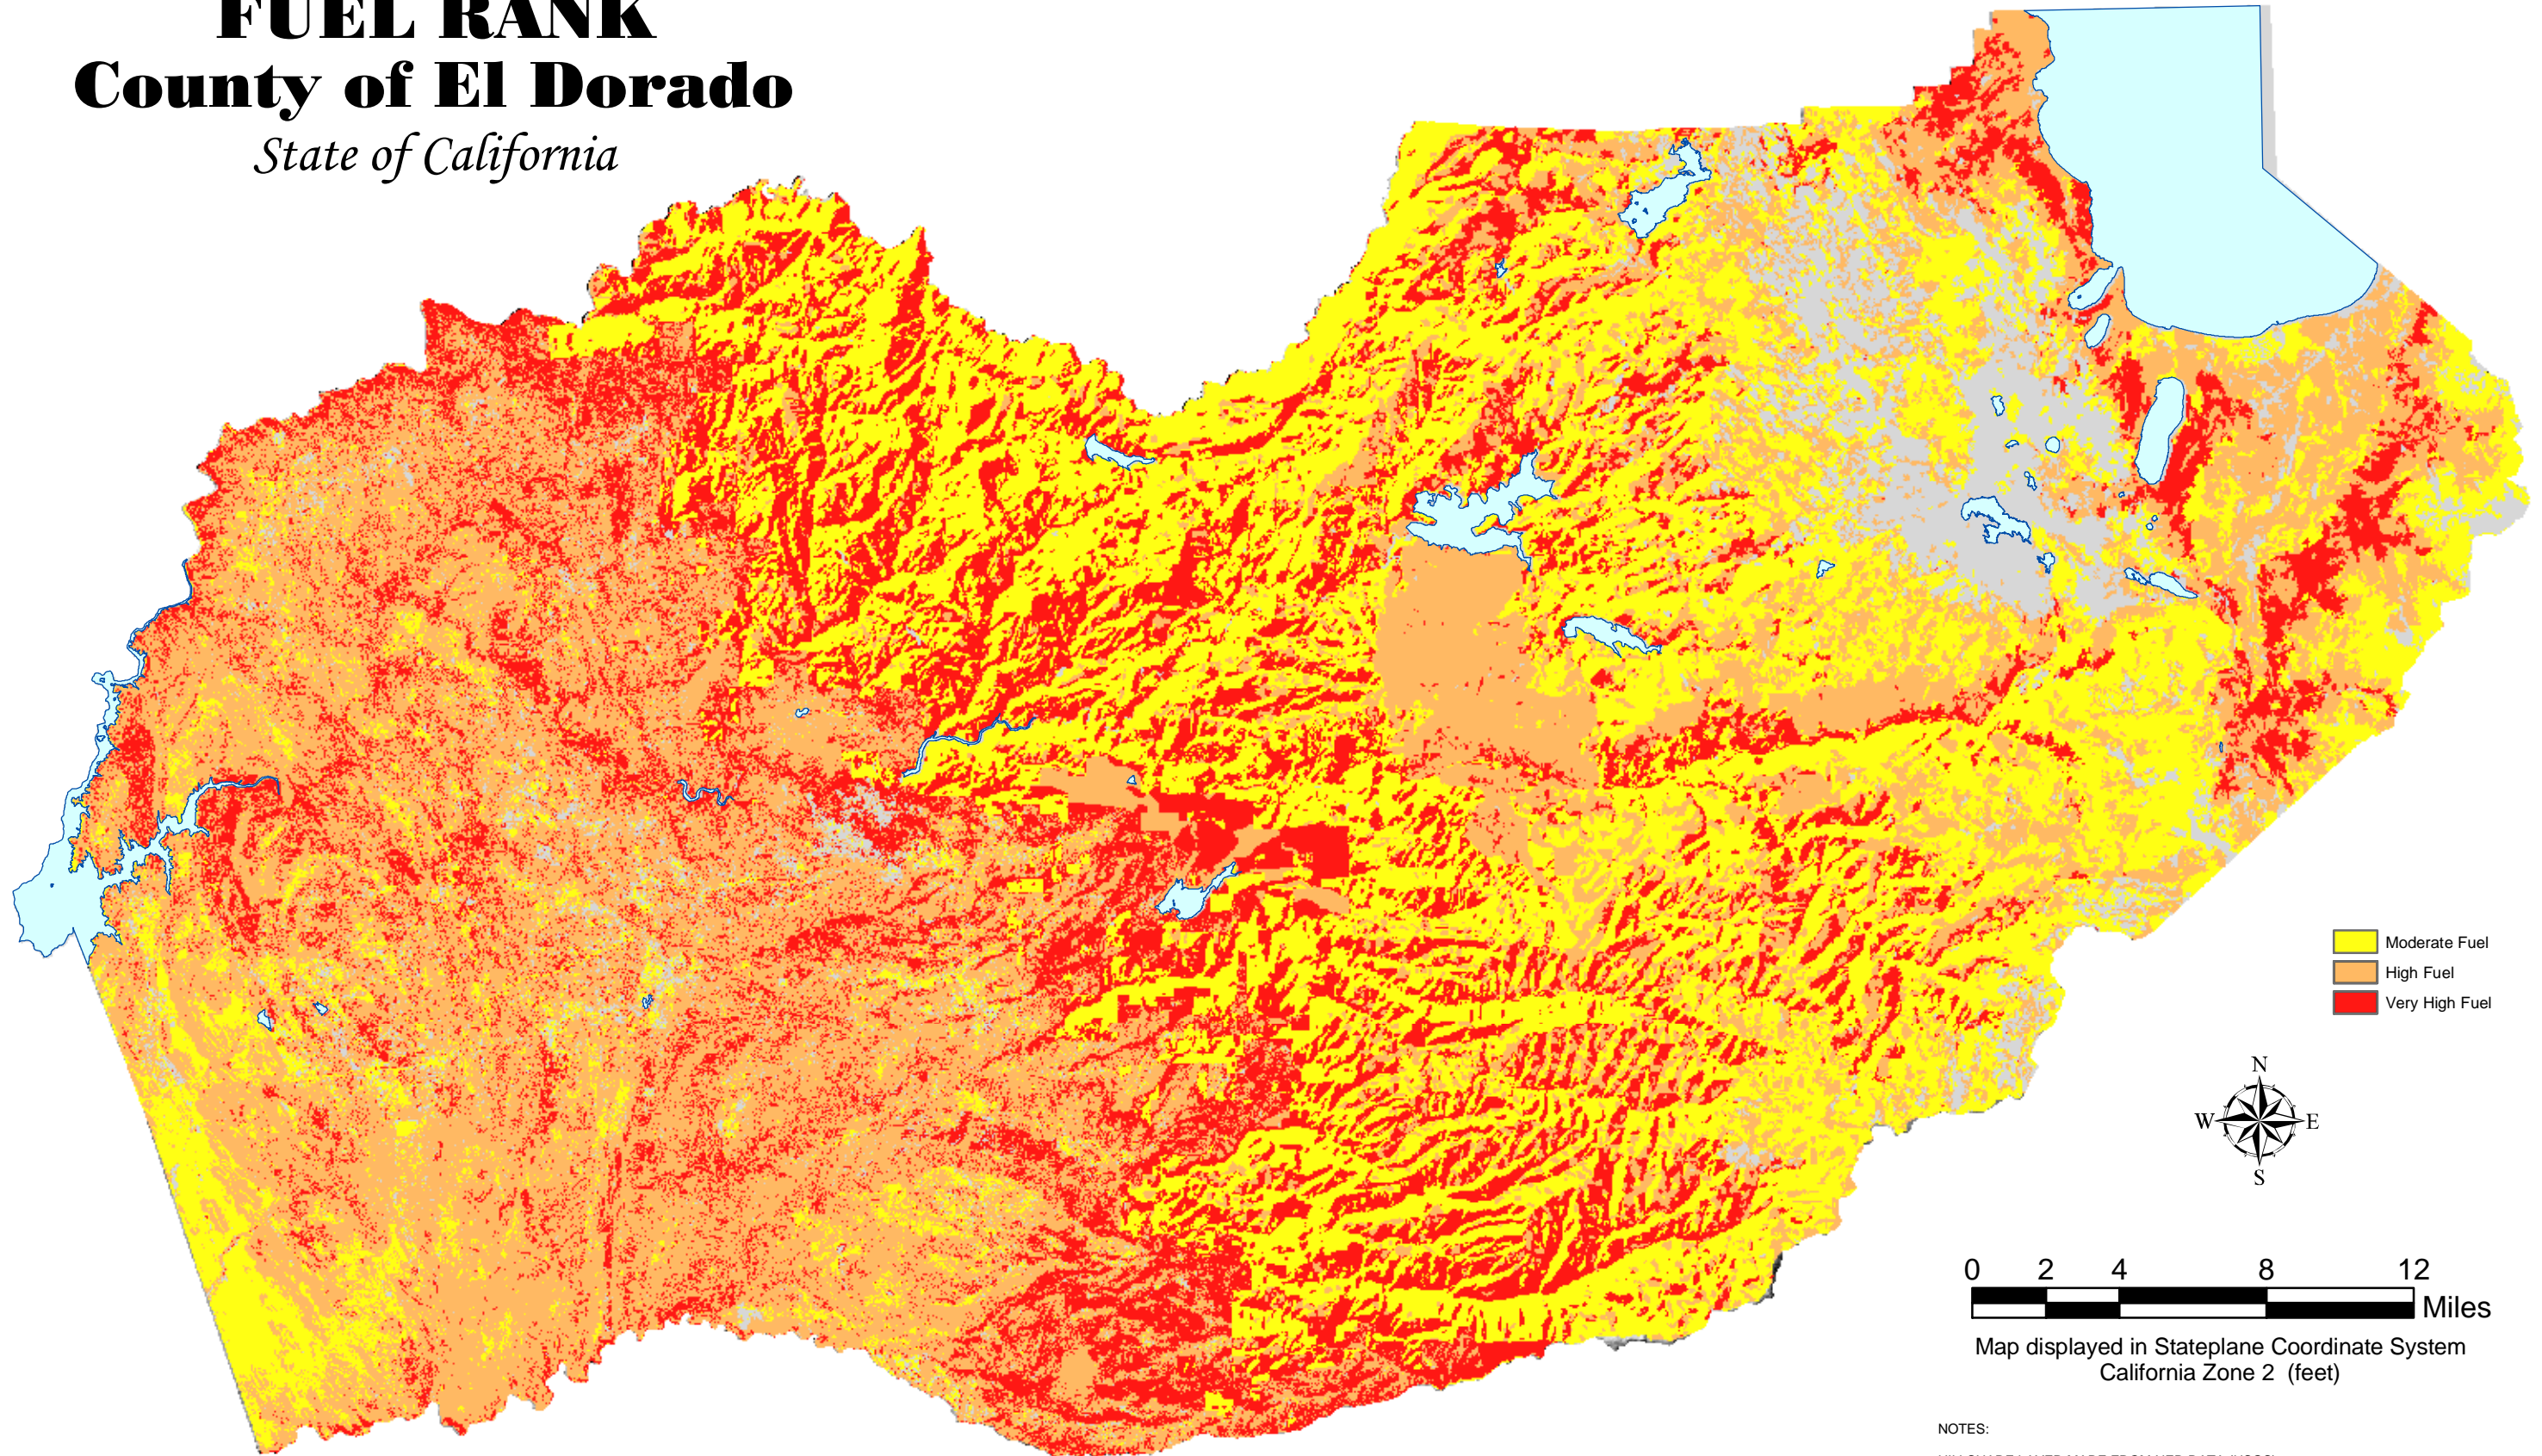 FUEL RANK
County of El Dorado
State of California
Moderate Fuel
High Fuel
Very High Fuel
N
W E
S
0 2 4 8 12
Miles
Map displayed in Stateplane Coordinate System
California Zone 2 (feet)
NOTES: